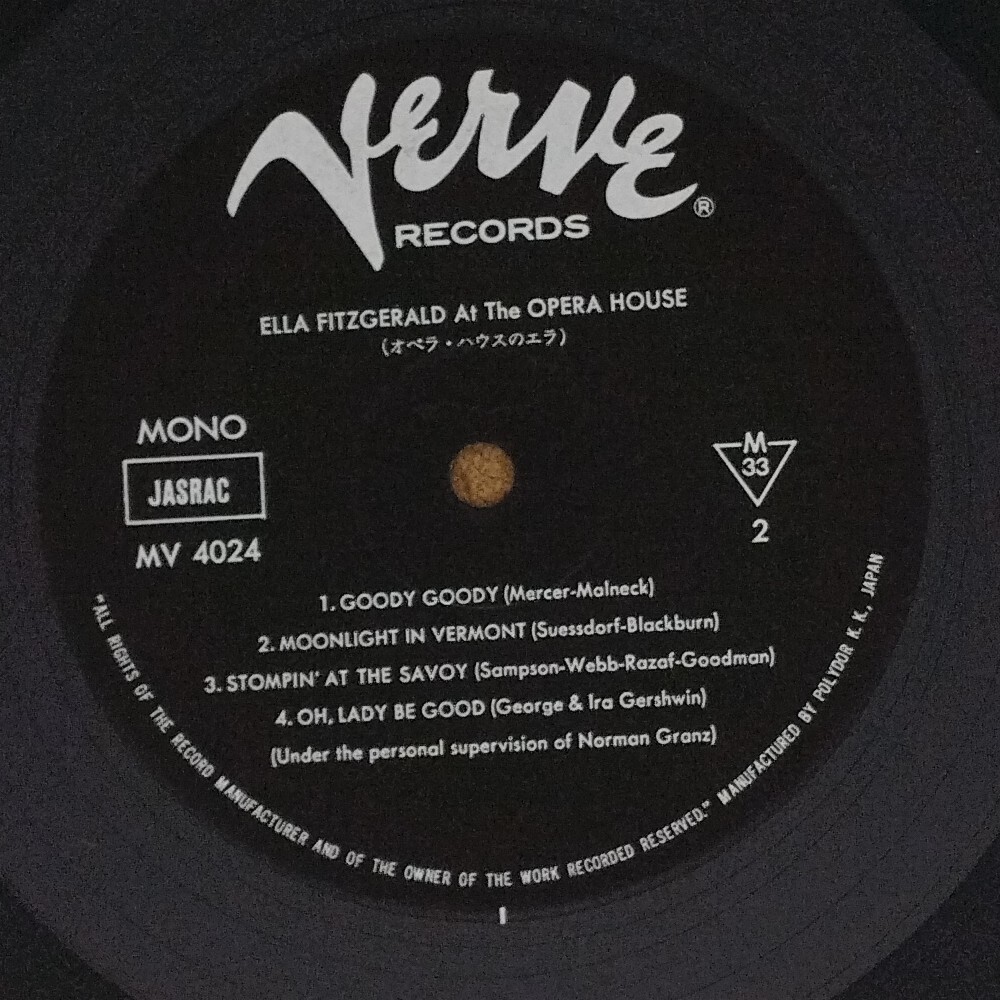 Verve
RECORDS ®
ELLA FITZGERALD At The OPERA HOUSE
(オペラ・ハウスのエラ)
MONO
JASRAC
MV 4024
M
33
2
1. GOODY GOODY (Mercer-Malneck)
2. MOONLIGHT IN VERMONT (Suessdorf-Blackburn)
3. STOMPIN' AT THE SAVOY (Sampson-Webb-Razaf-Goodman)
4. OH, LADY BE GOOD (George & Ira Gershwin)
(Under the personal supervision of Norman Granz)
"ALL RIGHTS OF THE RECORD MANUFACTURER AND OF THE OWNER OF THE WORK RECORDED RESERVED." MANUFACTURED BY POLYDOR K. K., JAPAN
I